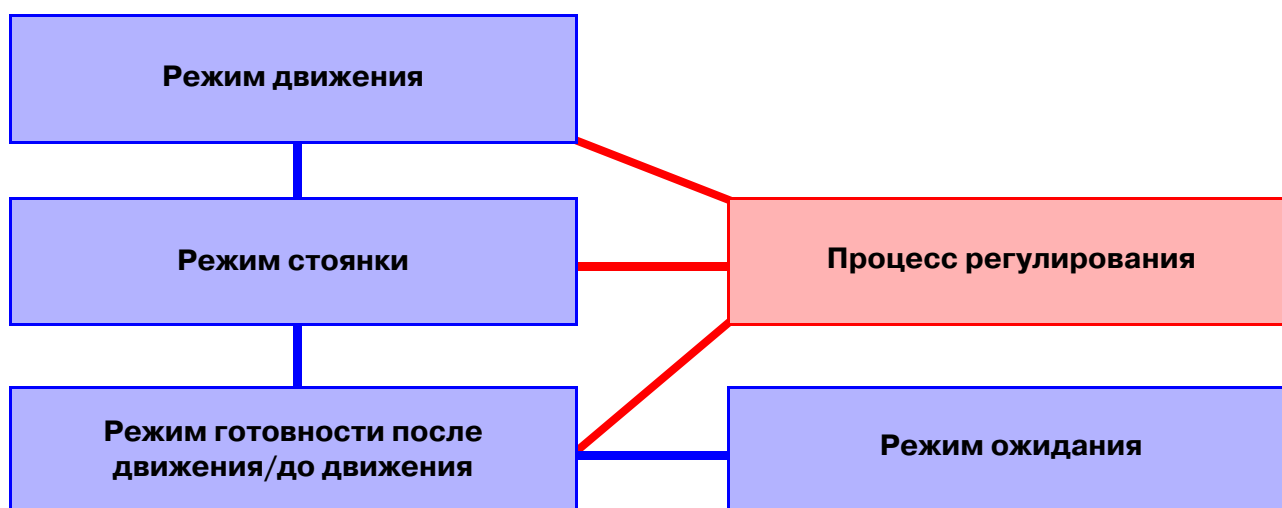 Режим движения
Режим стоянки
Процесс регулирования
Режим готовности после
движения/до движения
Режим ожидания